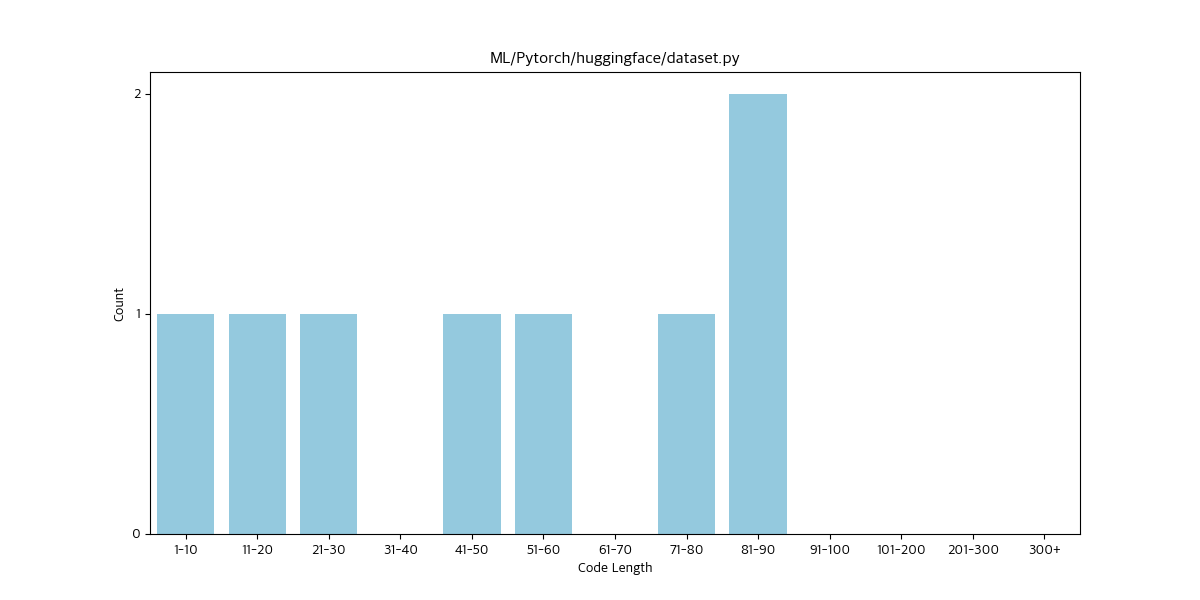 ML/Pytorch/huggingface/dataset.py
Count
2
1
0
1-10 11-20 21-30 31-40 41-50 51-60 61-70 71-80 81-90 91-100 101-200 201-300 300+
Code Length